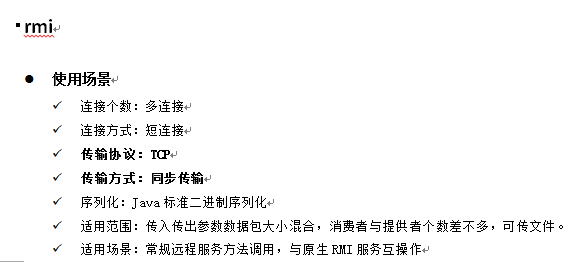 rmi
使用场景
连接个数：多连接
连接方式：短连接
传输协议：TCP
传输方式：同步传输
序列化：Java 标准二进制序列化
适用范围：传入传出参数数据包大小混合，消费者与提供者个数差不多，可传文件。
适用场景：常规远程服务方法调用，与原生 RMI 服务互操作